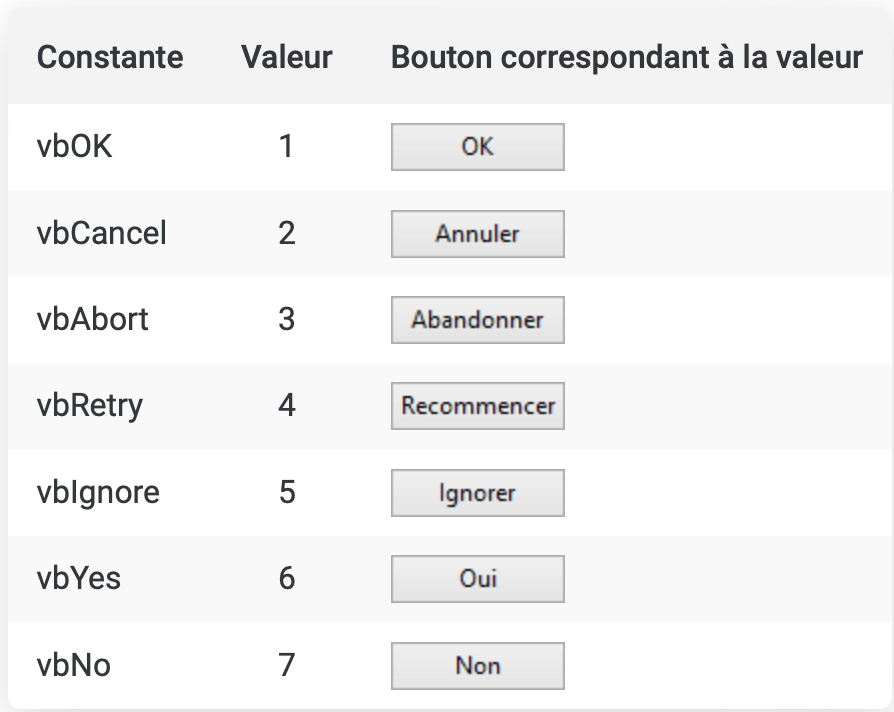 Constante Valeur Bouton correspondant à la valeur
vbOK 1 OK
vbCancel 2 Annuler
vbAbort 3 Abandonner
vbRetry 4 Recommencer
vbIgnore 5 Ignorer
vbYes 6 Oui
vbNo 7 Non